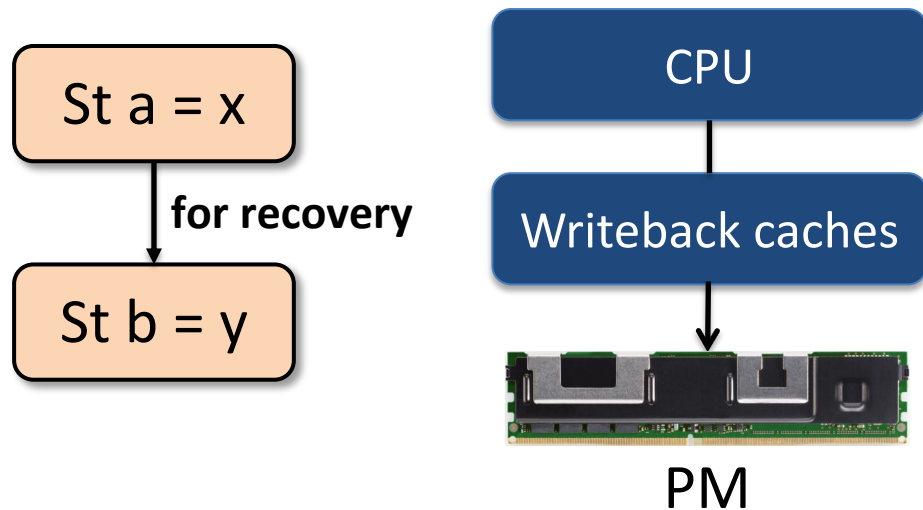 St a = x
for recovery
St b = y
CPU
Writeback caches
PM